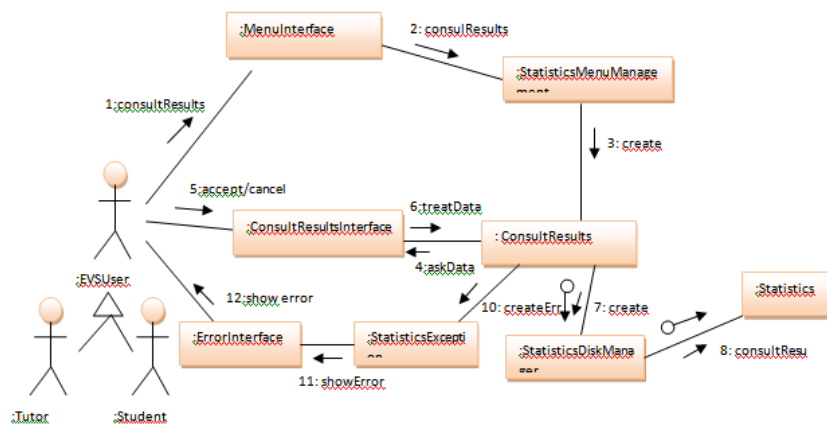 :MenuInterface
2: consulResults
:StatisticsMenuManage
ment
1:consultResults
3: create
5:accept/cancel
6:treatData
:ConsultResultsInterface
: ConsultResults
4:askData
:EVSUser
12:show error
10: createErr
7: create
:Statistics
:ErrorInterface
:StatisticsExcepti
on
:StatisticsDiskMana
ger
8: consultResu
11: showError
:Tutor
:Student